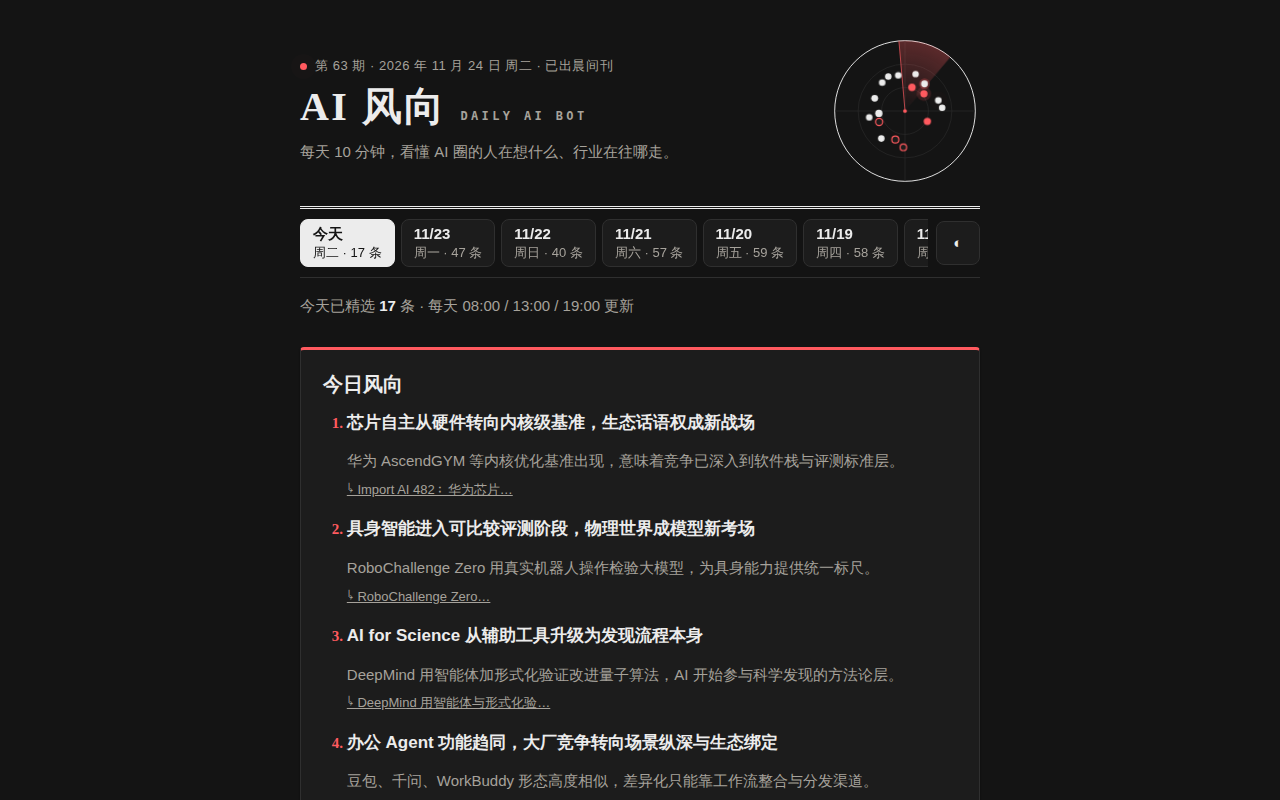 第 63 期 · 2026 年 11 月 24 日 周二 · 已出晨间刊
AI 风向 DAILY AI BOT
每天 10 分钟，看懂 AI 圈的人在想什么、行业在往哪走。
今天 11/23 11/22 11/21 11/20 11/19
周二 · 17 条 周一 · 47 条 周日 · 40 条 周六 · 57 条 周五 · 59 条 周四 · 58 条
今天已精选 17 条 · 每天 08:00 / 13:00 / 19:00 更新
今日风向
1. 芯片自主从硬件转向内核级基准，生态话语权成新战场
华为 AscendGYM 等内核优化基准出现，意味着竞争已深入到软件栈与评测标准层。
↳ Import AI 482：华为芯片…
2. 具身智能进入可比较评测阶段，物理世界成模型新考场
RoboChallenge Zero 用真实机器人操作检验大模型，为具身能力提供统一标尺。
↳ RoboChallenge Zero…
3. AI for Science 从辅助工具升级为发现流程本身
DeepMind 用智能体加形式化验证改进量子算法，AI 开始参与科学发现的方法论层。
↳ DeepMind 用智能体与形式化验…
4. 办公 Agent 功能趋同，大厂竞争转向场景纵深与生态绑定
豆包、千问、WorkBuddy 形态高度相似，差异化只能靠工作流整合与分发渠道。